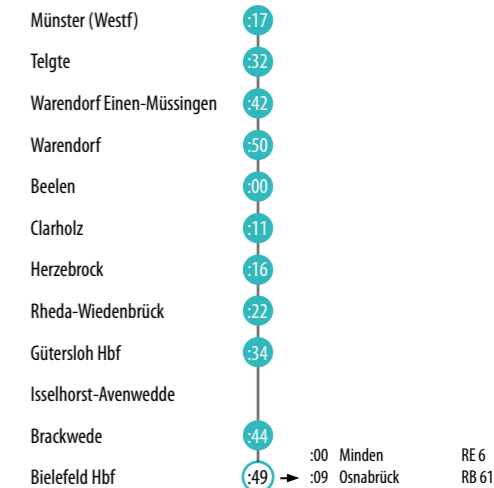 Münster (Westf) :17
Telgte :32
Warendorf Einen-Müssingen :42
Warendorf :50
Beelen :00
Clarholz :11
Herzebrock :16
Rheda-Wiedenbrück :22
Gütersloh Hbf :34
Isselhorst-Avenwedde
Brackwede :44
:00 Minden RE 6
Bielefeld Hbf :49 :09 Osnabrück RB 61